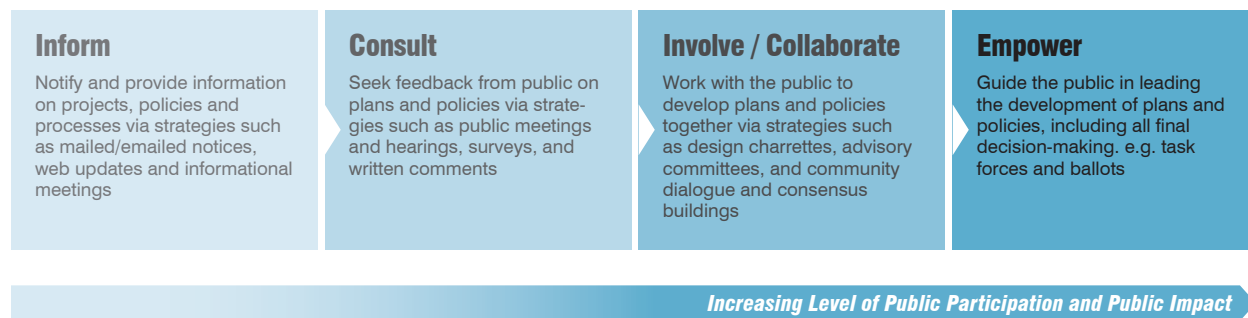 Inform
Notify and provide information
on projects, policies and
processes via strategies such
as mailed/emailed notices,
web updates and informational
meetings
Consult
Seek feedback from public on
plans and policies via strate-
gies such as public meetings
and hearings, surveys, and
written comments
Involve / Collaborate
Work with the public to
develop plans and policies
together via strategies such
as design charrettes, advisory
committees, and community
dialogue and consensus
buildings
Empower
Guide the public in leading
the development of plans and
policies, including all final
decision-making. e.g. task
forces and ballots
Increasing Level of Public Participation and Public Impact